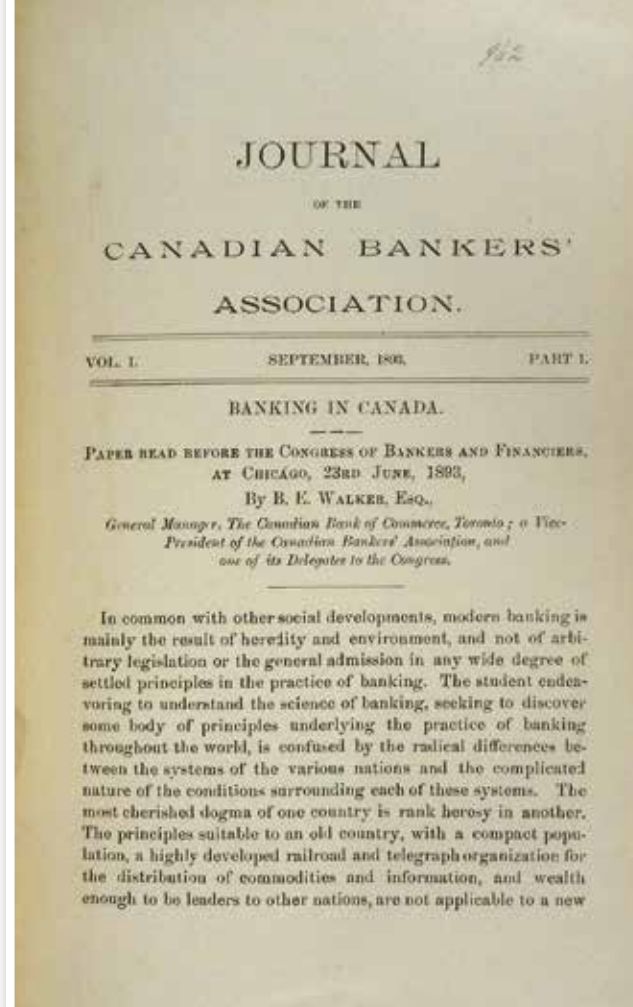 962
JOURNAL
OF THE
CANADIAN BANKERS'
ASSOCIATION.
VOL. I. SEPTEMBER, 1893. PART 1.
BANKING IN CANADA.
PAPER READ BEFORE THE CONGRESS OF BANKERS AND FINANCIERS,
AT CHICAGO, 23RD JUNE, 1893,
By B. E. WALKER, ESQ.,
General Manager, The Canadian Bank of Commerce, Toronto; a Vice-
President of the Canadian Bankers' Association, and
one of its Delegates to the Congress.
In common with other social developments, modern banking is
mainly the result of heredity and environment, and not of arbi-
trary legislation or the general admission in any wide degree of
settled principles in the practice of banking. The student endea-
voring to understand the science of banking, seeking to discover
some body of principles underlying the practice of banking
throughout the world, is confused by the radical differences be-
tween the systems of the various nations and the complicated
nature of the conditions surrounding each of these systems. The
most cherished dogma of one country is rank heresy in another.
The principles suitable to an old country, with a compact popu-
lation, a highly developed railroad and telegraph organization for
the distribution of commodities and information, and wealth
enough to be leaders to other nations, are not applicable to a new